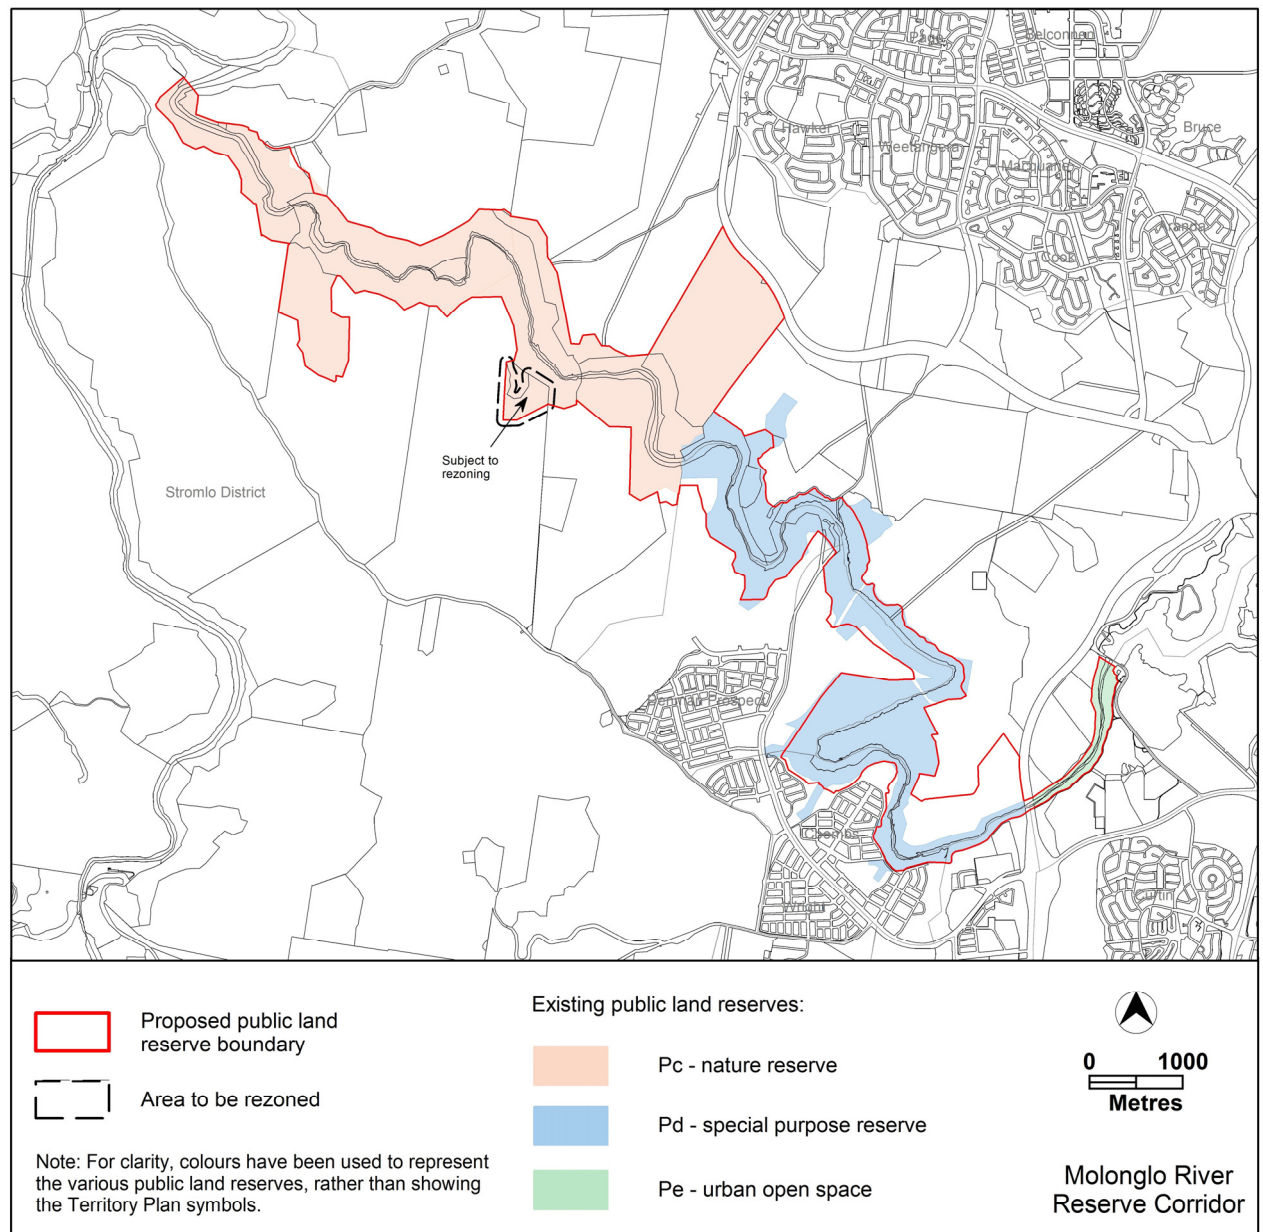 Page
Belconnen
Hawker
Weetangera
Bruce
Macquarie
Aranda
Cook
Subject to
rezoning
Stromlo District
Denman Prospect
Coombs
Wright
Curtin
Proposed public land
reserve boundary
Area to be rezoned
Note: For clarity, colours have been used to represent
the various public land reserves, rather than showing
the Territory Plan symbols.
Existing public land reserves:
Pc - nature reserve
Pd - special purpose reserve
Pe - urban open space
0 1000
Metres
Molonglo River
Reserve Corridor